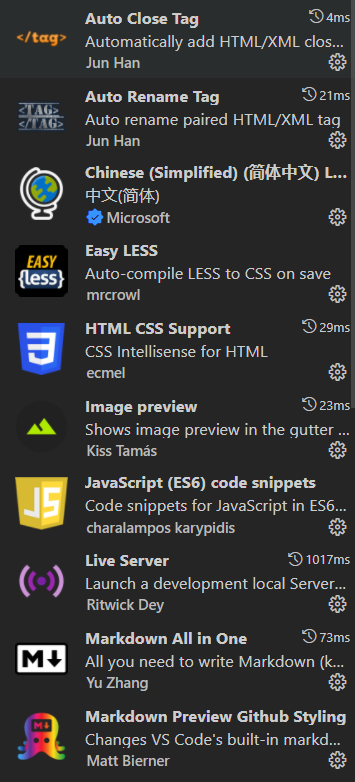 </tag>
Auto Close Tag
4ms
Automatically add HTML/XML clos...
Jun Han
<TAG>
</TAG>
Auto Rename Tag
21ms
Auto rename paired HTML/XML tag
Jun Han
Chinese (Simplified) (简体中文) L...
中文(简体)
Microsoft
EASY
{less}
Easy LESS
Auto-compile LESS to CSS on save
mrcrowl
3
HTML CSS Support
29ms
CSS Intellisense for HTML
ecmel
Image preview
23ms
Shows image preview in the gutter ...
Kiss Tamás
JS
JavaScript (ES6) code snippets
Code snippets for JavaScript in ES6...
charalampos karypidis
Live Server
1017ms
Launch a development local Server...
Ritwick Dey
M
Markdown All in One
73ms
All you need to write Markdown (k...
Yu Zhang
M
Markdown Preview Github Styling
Changes VS Code's built-in markd...
Matt Bierner